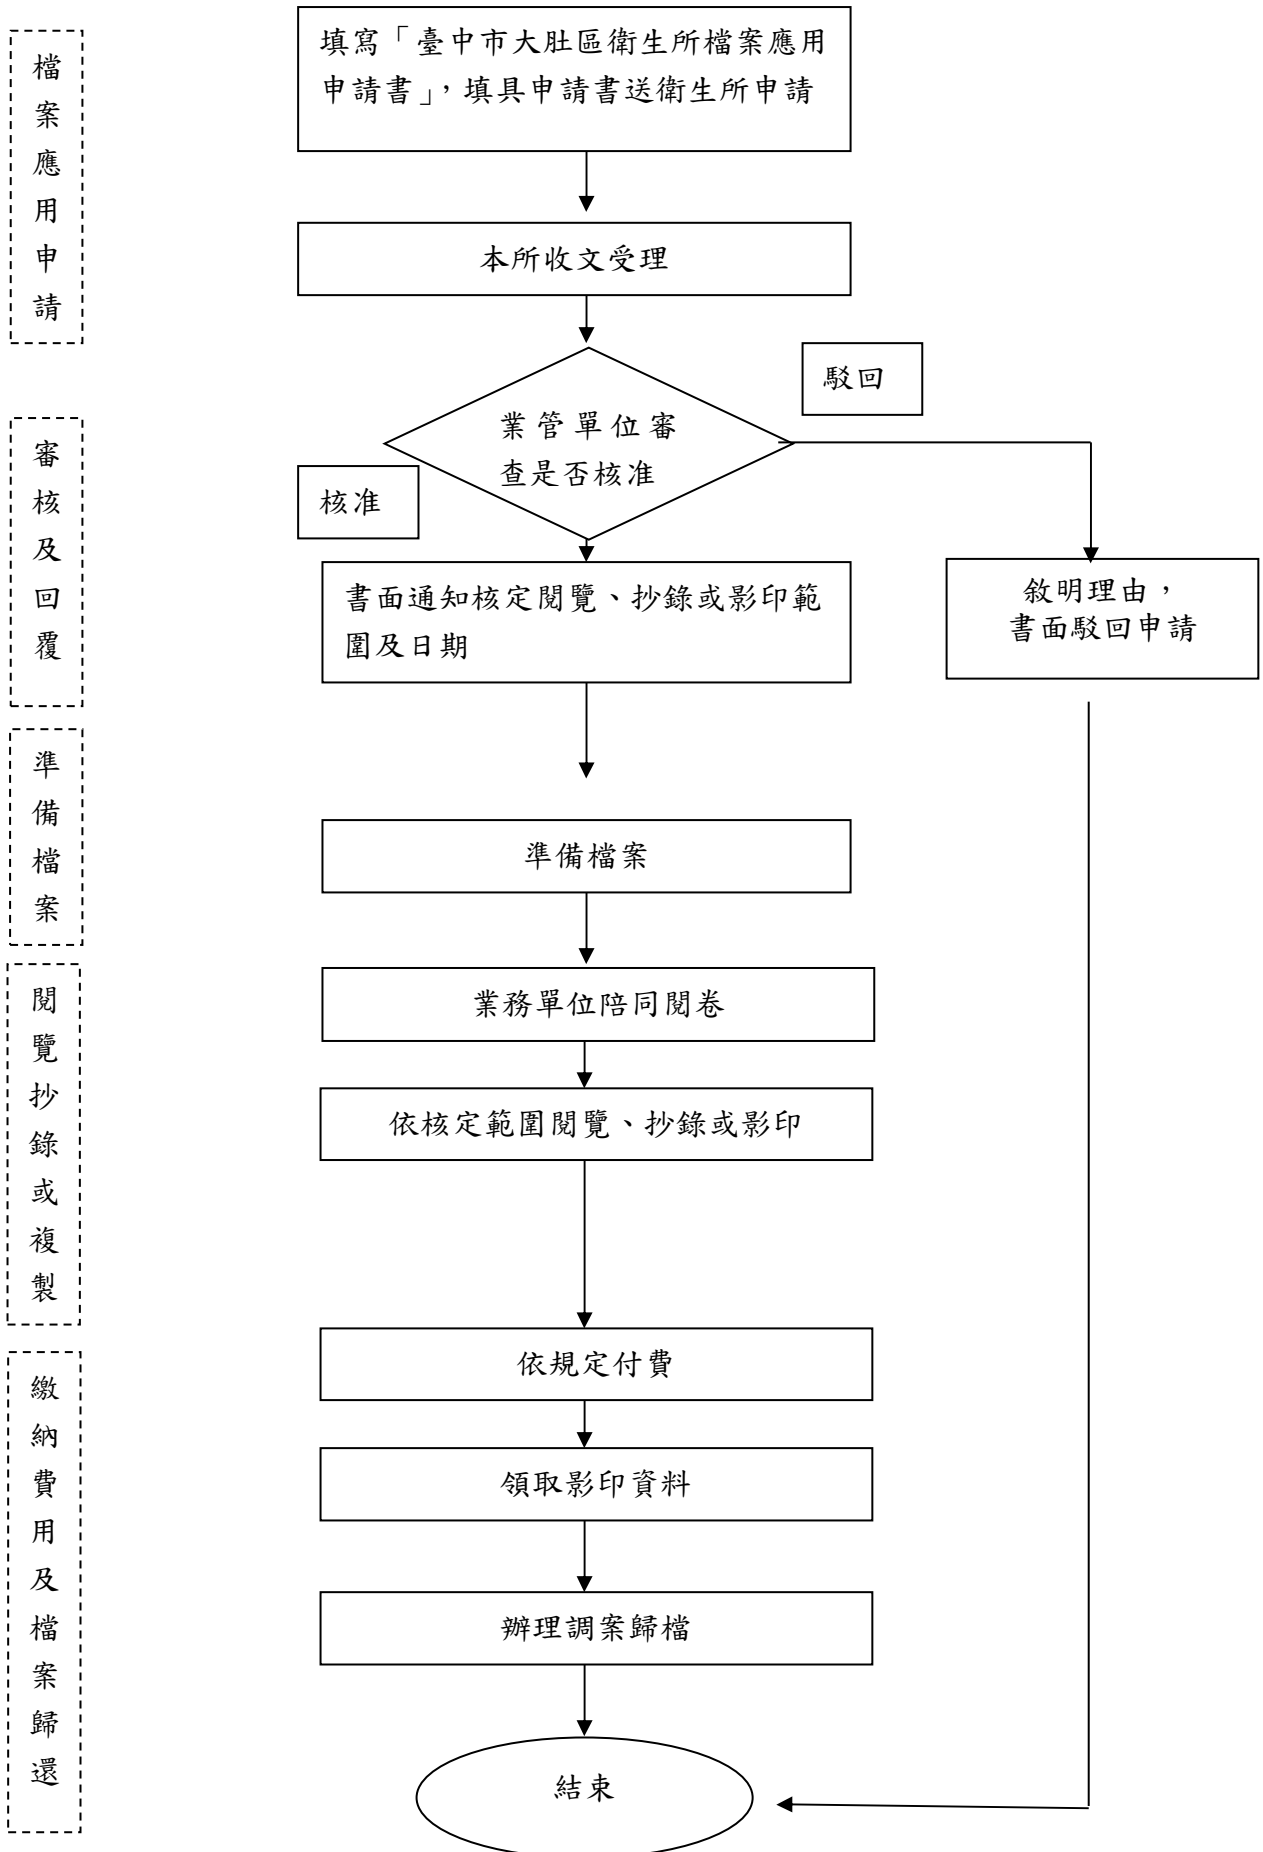 檔案應用申請
填寫「臺中市大肚區衛生所檔案應用
申請書」，填具申請書送衛生所申請
本所收文受理
審核及回覆
業管單位審
查是否核准
駁回
核准
書面通知核定閱覽、抄錄或影印範
圍及日期
敘明理由，
書面駁回申請
準備檔案
準備檔案
閱覽抄錄或複製
業務單位陪同閱卷
依核定範圍閱覽、抄錄或影印
繳納費用及檔案歸還
依規定付費
領取影印資料
辦理調案歸檔
結束